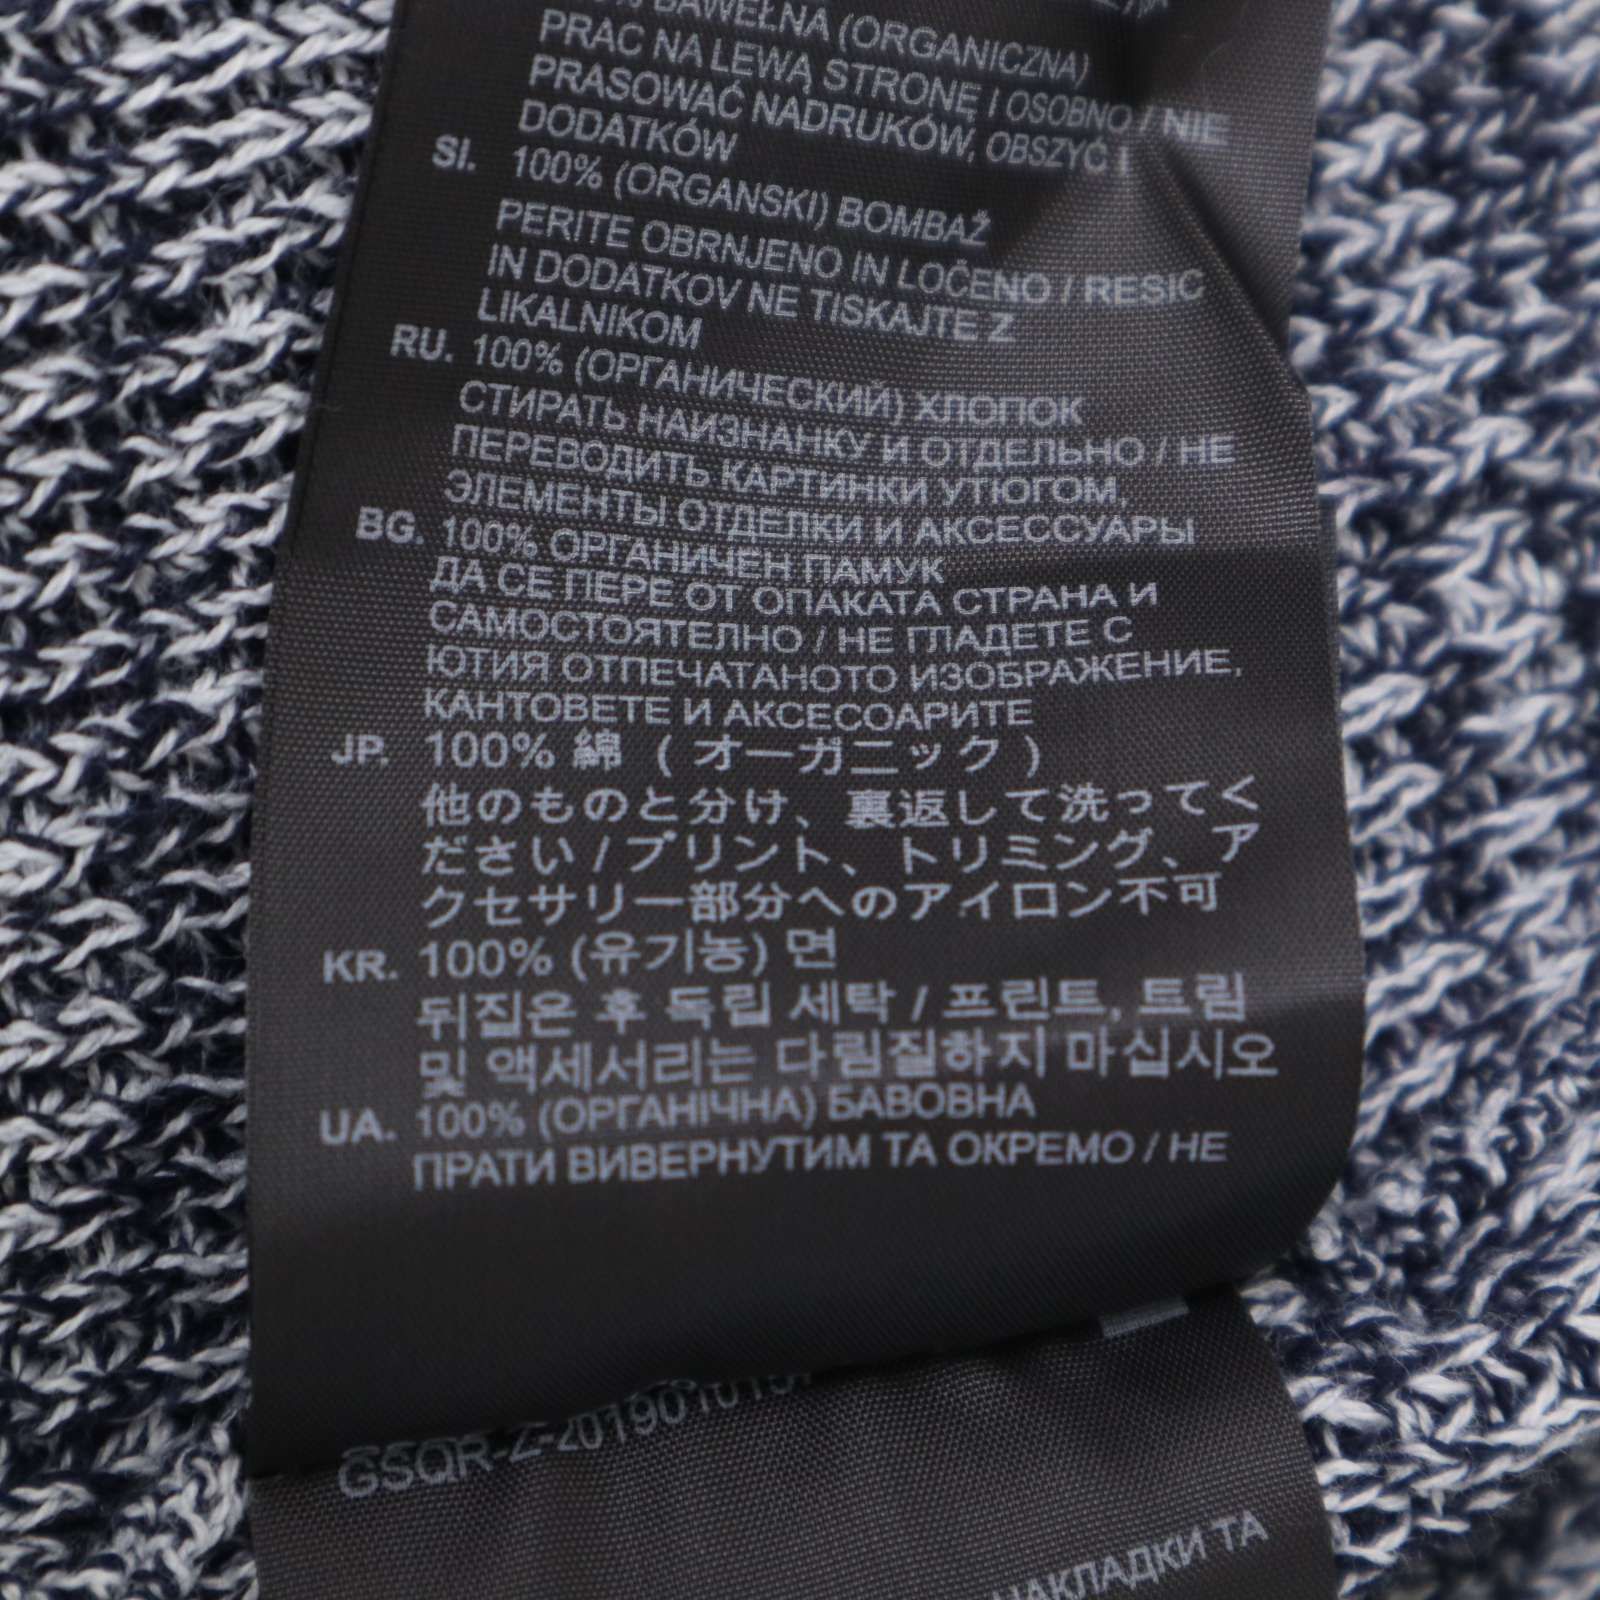 BAWEŁNA (ORGANICZNA)
PRAC NA LEWĄ STRONĘ I OSOBNO / NIE
PRASOWAĆ NADRUKÓW, OBSZYĆ I
DODATKÓW
SI. 100% (ORGANSKI) BOMBAŽ
PERITE OBRNJENO IN LOČENO / RESIC
IN DODATKOV NE TISKAJTE Z
LIKALNIKOM
RU. 100% (ОРГАНИЧЕСКИЙ) ХЛОПОК
СТИРАТЬ НАИЗНАНКУ И ОТДЕЛЬНО / НЕ
ПЕРЕВОДИТЬ КАРТИНКИ УТЮГОМ,
ЭЛЕМЕНТЫ ОТДЕЛКИ И АКСЕССУАРЫ
BG. 100% ОРГАНИЧЕН ПАМУК
ДА СЕ ПЕРЕ ОТ ОПАКАТА СТРАНА И
САМОСТОЯТЕЛНО / НЕ ГЛАДЕТЕ С
ЮТИЯ ОТПЕЧАТАНОТО ИЗОБРАЖЕНИЕ,
КАНТОВЕТЕ И АКСЕСОАРИТЕ
JP. 100% 綿 (オーガニック)
他のものと分け、裏返して洗ってく
ださい / プリント、トリミング、ア
クセサリー部分へのアイロン不可
KR. 100% (유기농) 면
뒤집은 후 독립 세탁 / 프린트, 트림
및 액세서리는 다림질하지 마십시오
UA. 100% (ОРГАНІЧНА) БАВОВНА
ПРАТИ ВИВЕРНУТИМ ТА ОКРЕМО / НЕ
НАКЛАДКИ ТА